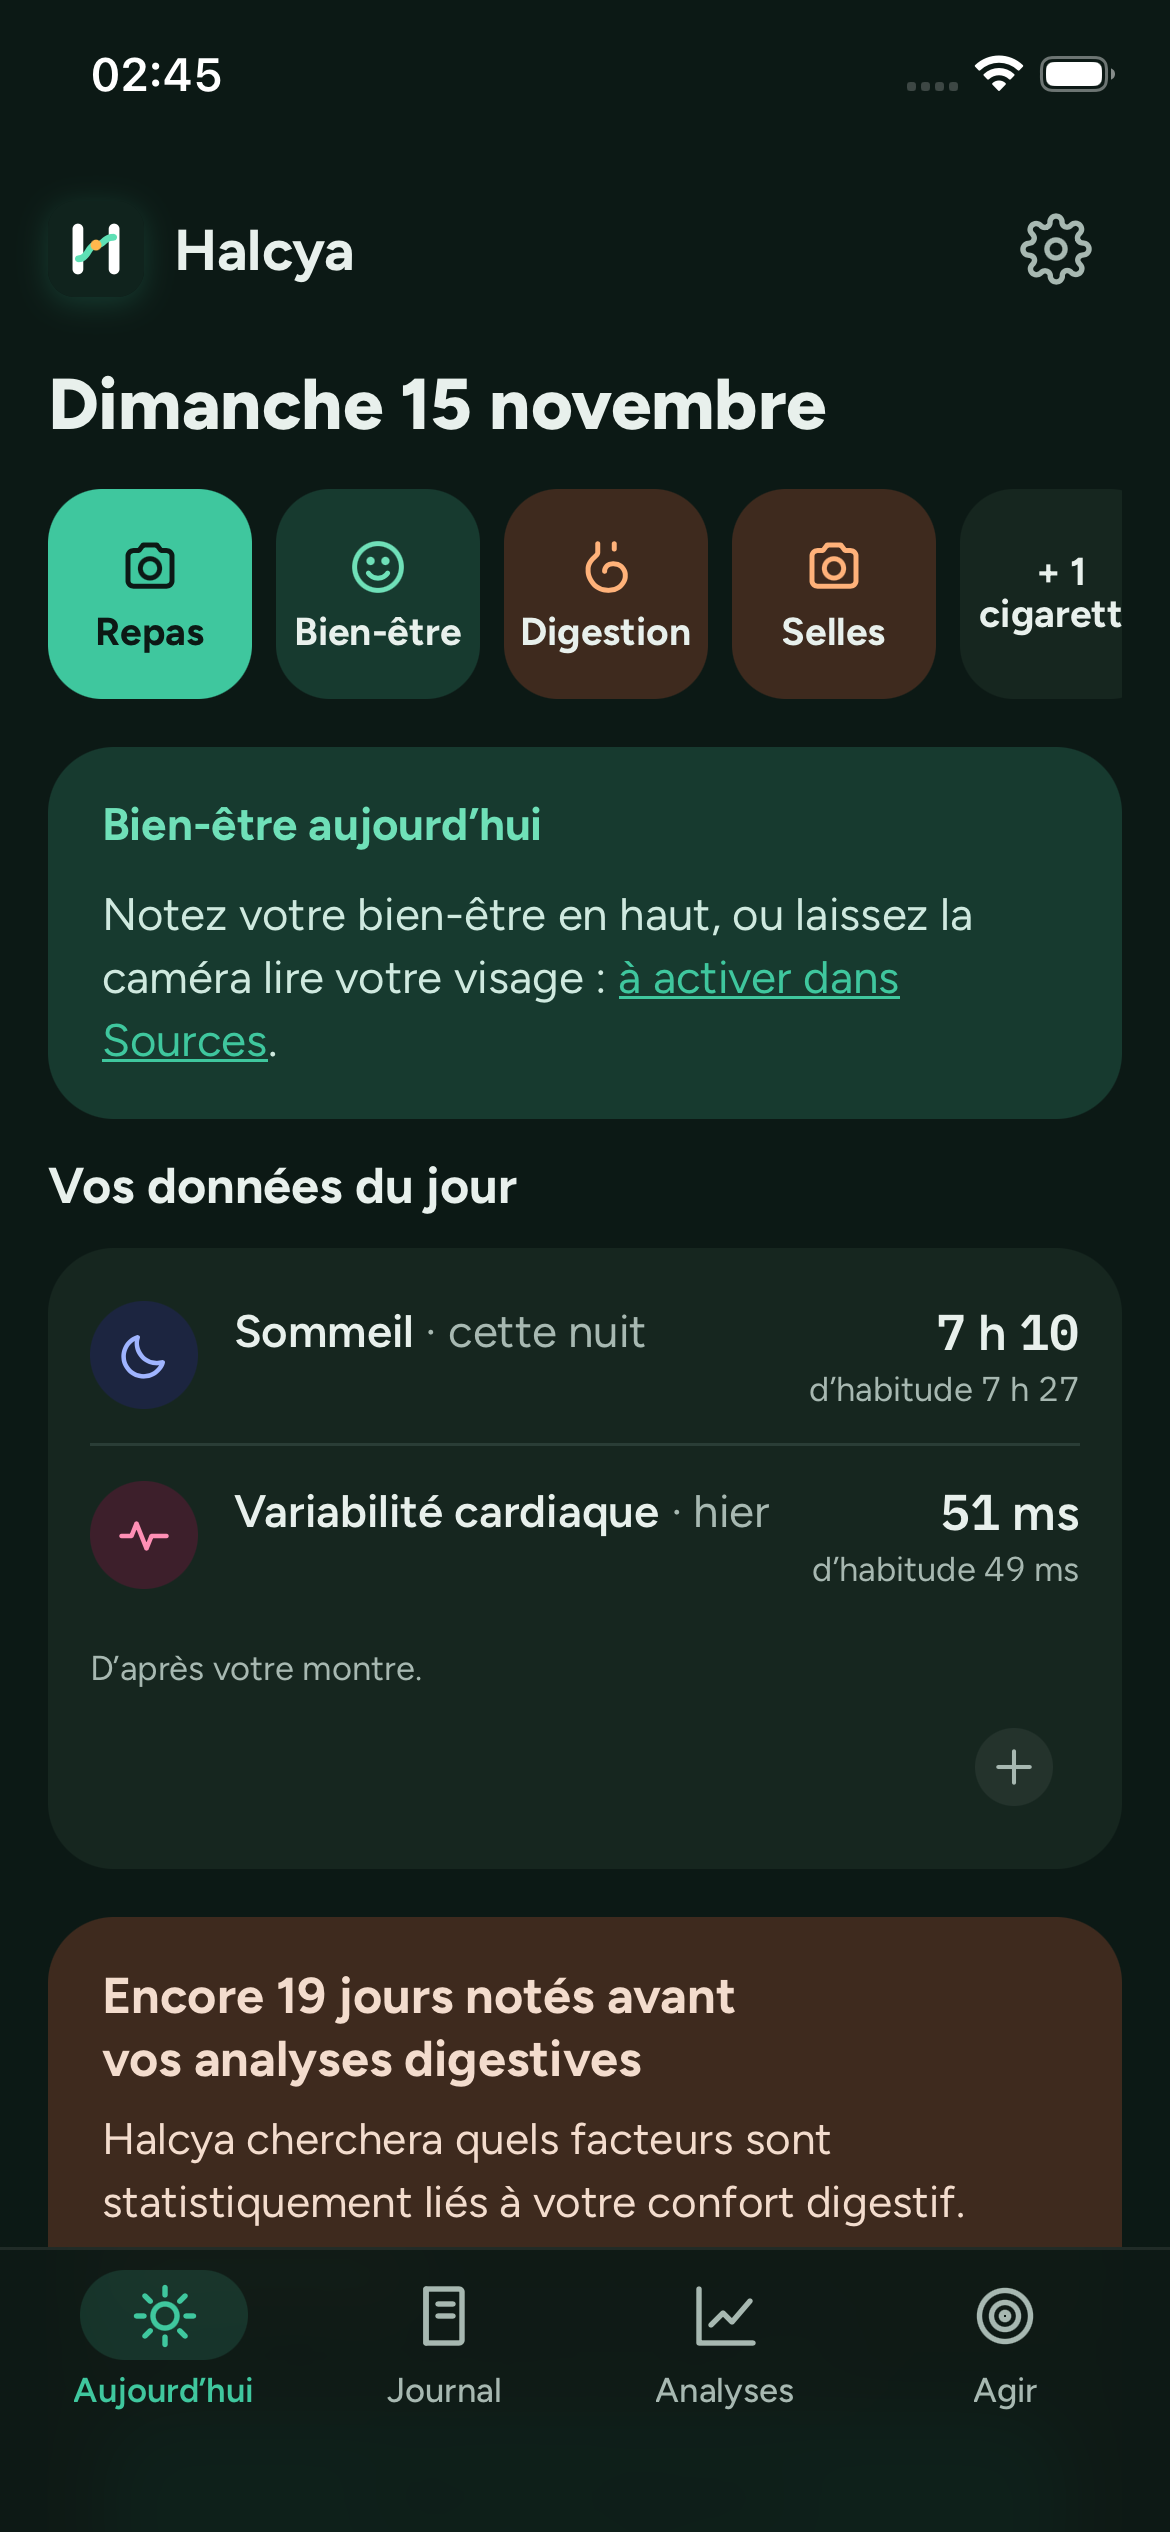 02:45
Halcya
Dimanche 15 novembre
Repas
Bien-être
Digestion
Selles
+ 1
cigarett
Bien-être aujourd’hui
Notez votre bien-être en haut, ou laissez la
caméra lire votre visage : à activer dans
Sources.
Vos données du jour
Sommeil · cette nuit
7 h 10
d’habitude 7 h 27
Variabilité cardiaque · hier
51 ms
d’habitude 49 ms
D’après votre montre.
Encore 19 jours notés avant
vos analyses digestives
Halcya cherchera quels facteurs sont
statistiquement liés à votre confort digestif.
Aujourd’hui
Journal
Analyses
Agir